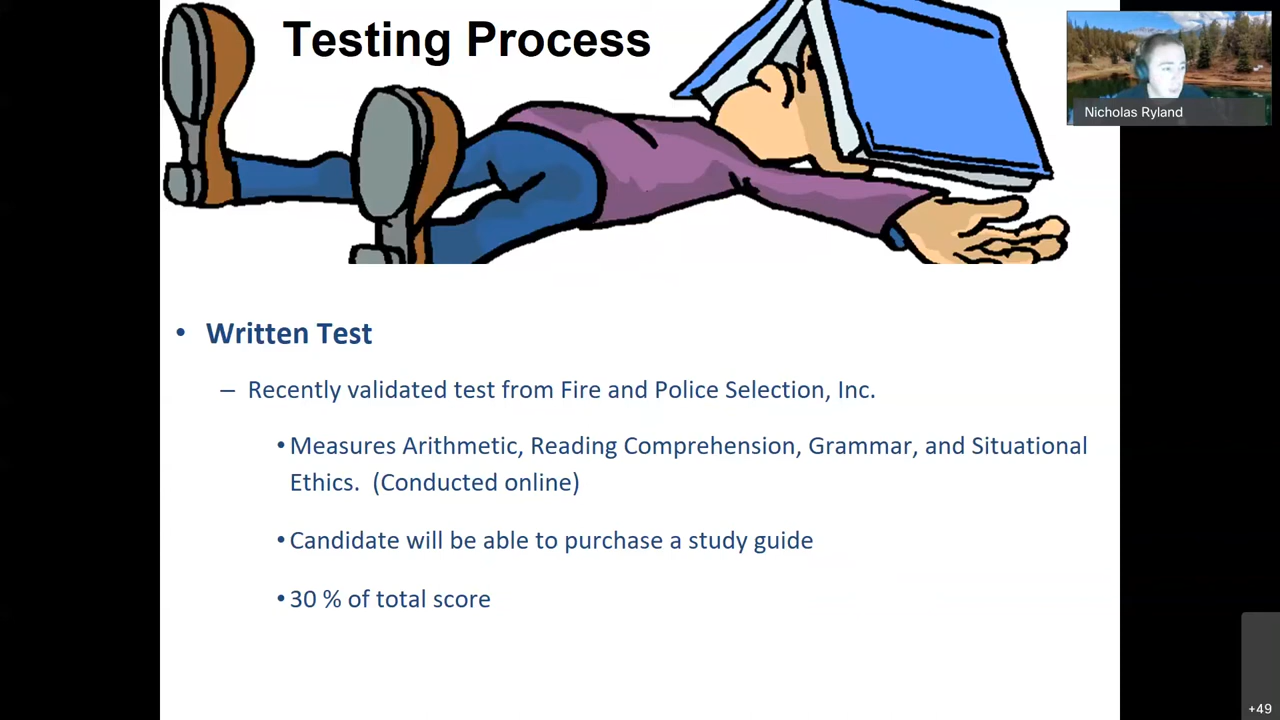 Testing Process
Nicholas Ryland
• Written Test
– Recently validated test from Fire and Police Selection, Inc.
• Measures Arithmetic, Reading Comprehension, Grammar, and Situational
Ethics. (Conducted online)
• Candidate will be able to purchase a study guide
• 30 % of total score
+49